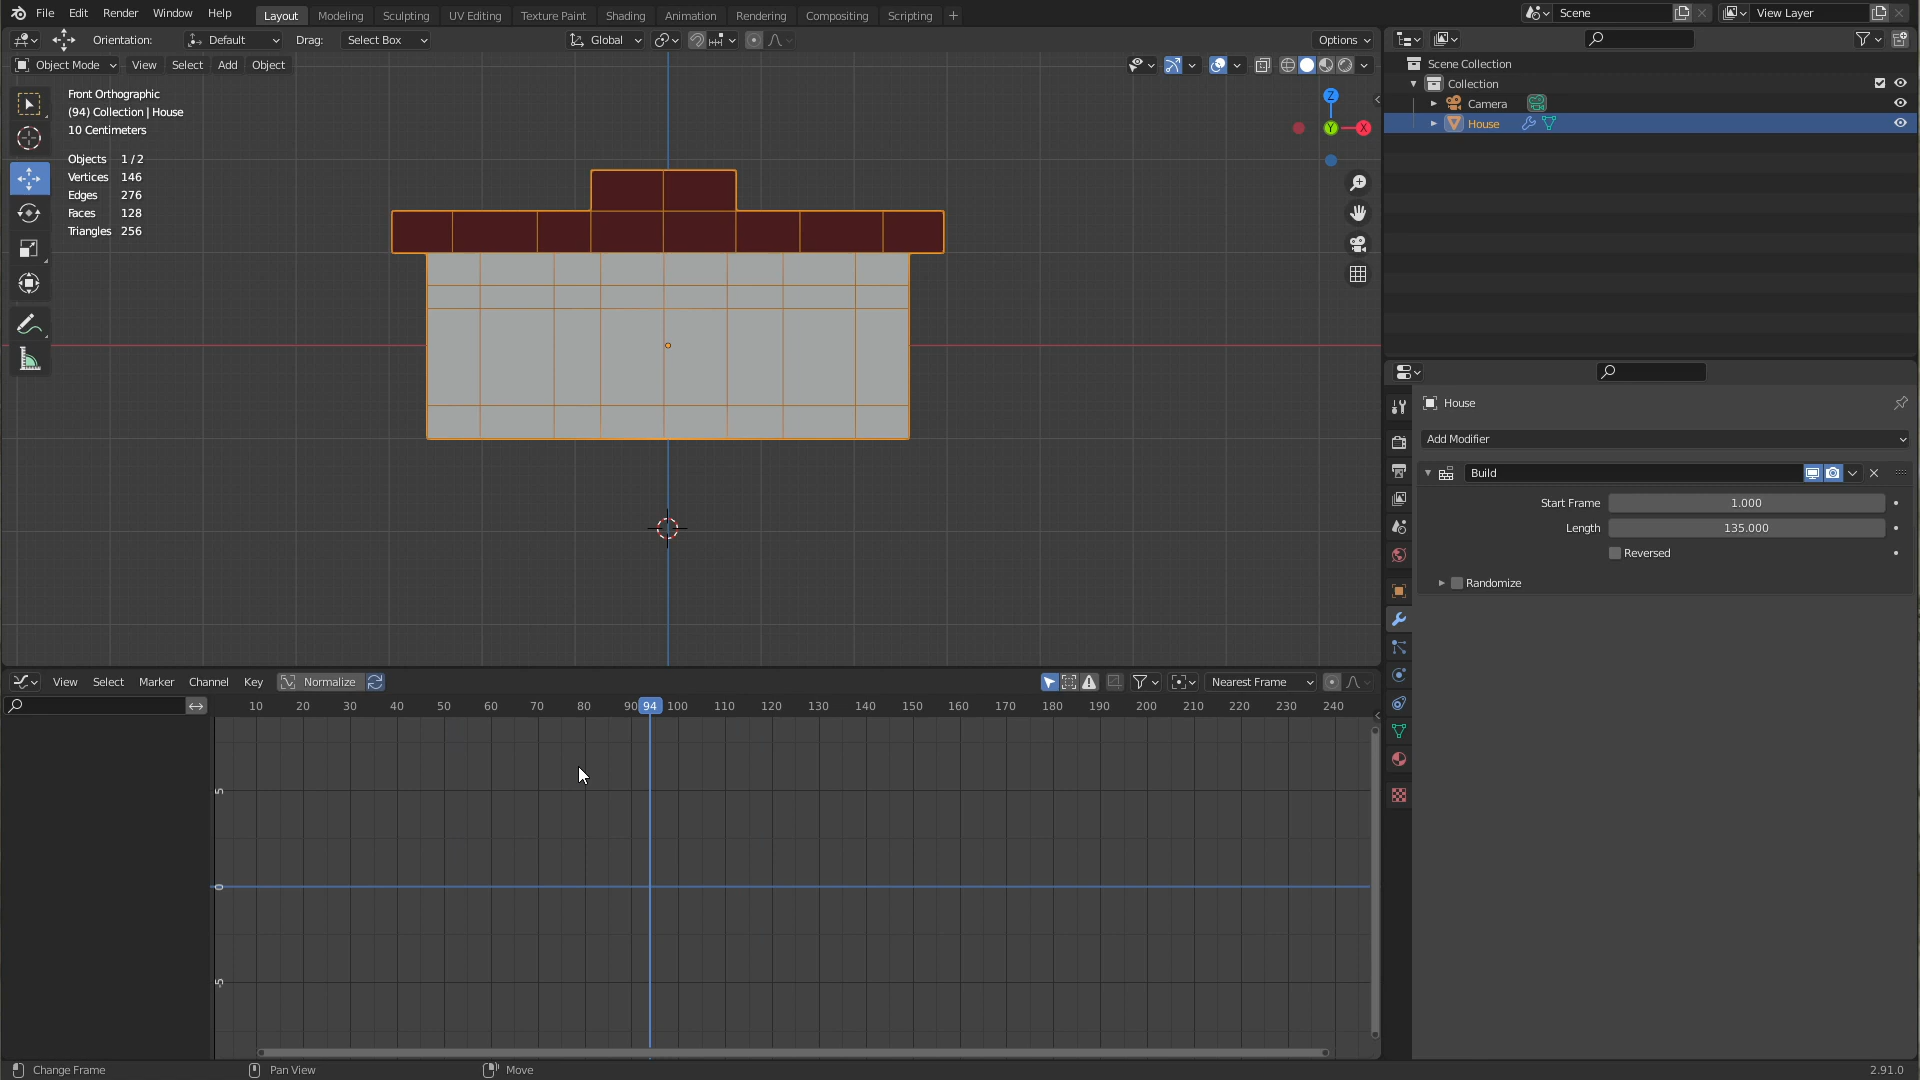 File Edit Render Window Help Layout Modeling Sculpting UV Editing Texture Paint Shading Animation Rendering Compositing Scripting + Scene View Layer
Orientation: Default Drag: Select Box Global Options
Object Mode View Select Add Object
Scene Collection
Collection
Camera
House
Front Orthographic
(94) Collection | House
10 Centimeters
Objects 1/2
Vertices 146
Edges 276
Faces 128
Triangles 256
Z
Y
X
House
Add Modifier
Build
Start Frame 1.000
Length 135.000
Reversed
Randomize
View Select Marker Channel Key Normalize Nearest Frame
10 20 30 40 50 60 70 80 90 94 100 110 120 130 140 150 160 170 180 190 200 210 220 230 240
5
0
-5
Change Frame Pan View Move 2.91.0